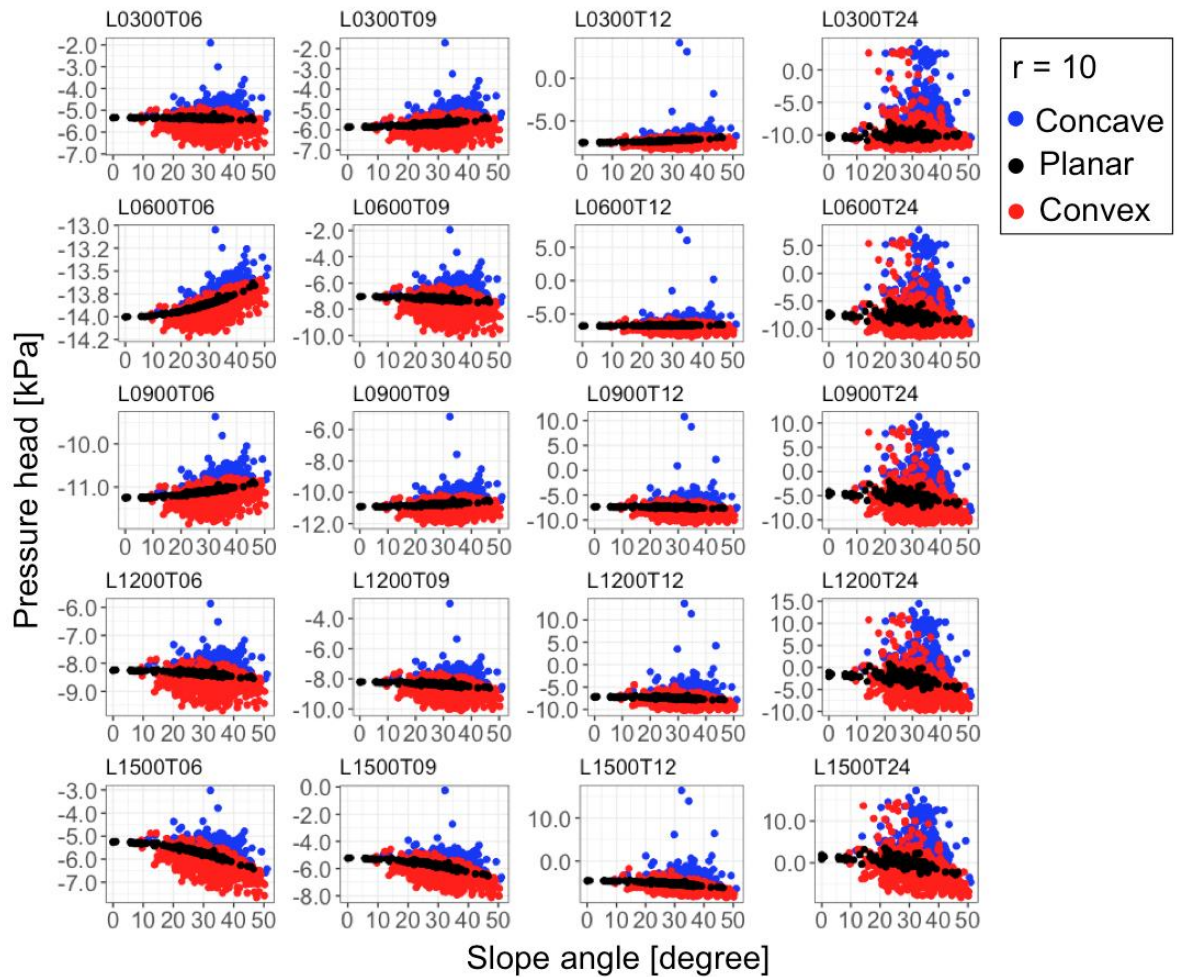 L0300T06 L0300T09 L0300T12 L0300T24
-2.0 -3.0 -4.0 -5.0 -6.0 -7.0
-2.0 -3.0 -4.0 -5.0 -6.0 -7.0
0.0 -5.0
0.0 -5.0 -10.0
0 10 20 30 40 50
0 10 20 30 40 50
0 10 20 30 40 50
0 10 20 30 40 50
r = 10
Concave
Planar
Convex
L0600T06 L0600T09 L0600T12 L0600T24
-13.0 -13.2 -13.5 -13.8 -14.0 -14.2
-2.0 -4.0 -6.0 -8.0 -10.0
5.0 0.0 -5.0
5.0 0.0 -5.0 -10.0
0 10 20 30 40 50
0 10 20 30 40 50
0 10 20 30 40 50
0 10 20 30 40 50
Pressure head [kPa]
L0900T06 L0900T09 L0900T12 L0900T24
-10.0 -11.0
-6.0 -8.0 -10.0 -12.0
10.0 5.0 0.0 -5.0 -10.0
10.0 5.0 0.0 -5.0 -10.0
0 10 20 30 40 50
0 10 20 30 40 50
0 10 20 30 40 50
0 10 20 30 40 50
L1200T06 L1200T09 L1200T12 L1200T24
-6.0 -7.0 -8.0 -9.0
-4.0 -6.0 -8.0 -10.0
10.0 5.0 0.0 -5.0 -10.0
15.0 10.0 5.0 0.0 -5.0 -10.0
0 10 20 30 40 50
0 10 20 30 40 50
0 10 20 30 40 50
0 10 20 30 40 50
L1500T06 L1500T09 L1500T12 L1500T24
-3.0 -4.0 -5.0 -6.0 -7.0
0.0 -2.0 -4.0 -6.0 -8.0
10.0 0.0
10.0 0.0
0 10 20 30 40 50
0 10 20 30 40 50
0 10 20 30 40 50
0 10 20 30 40 50
Slope angle [degree]